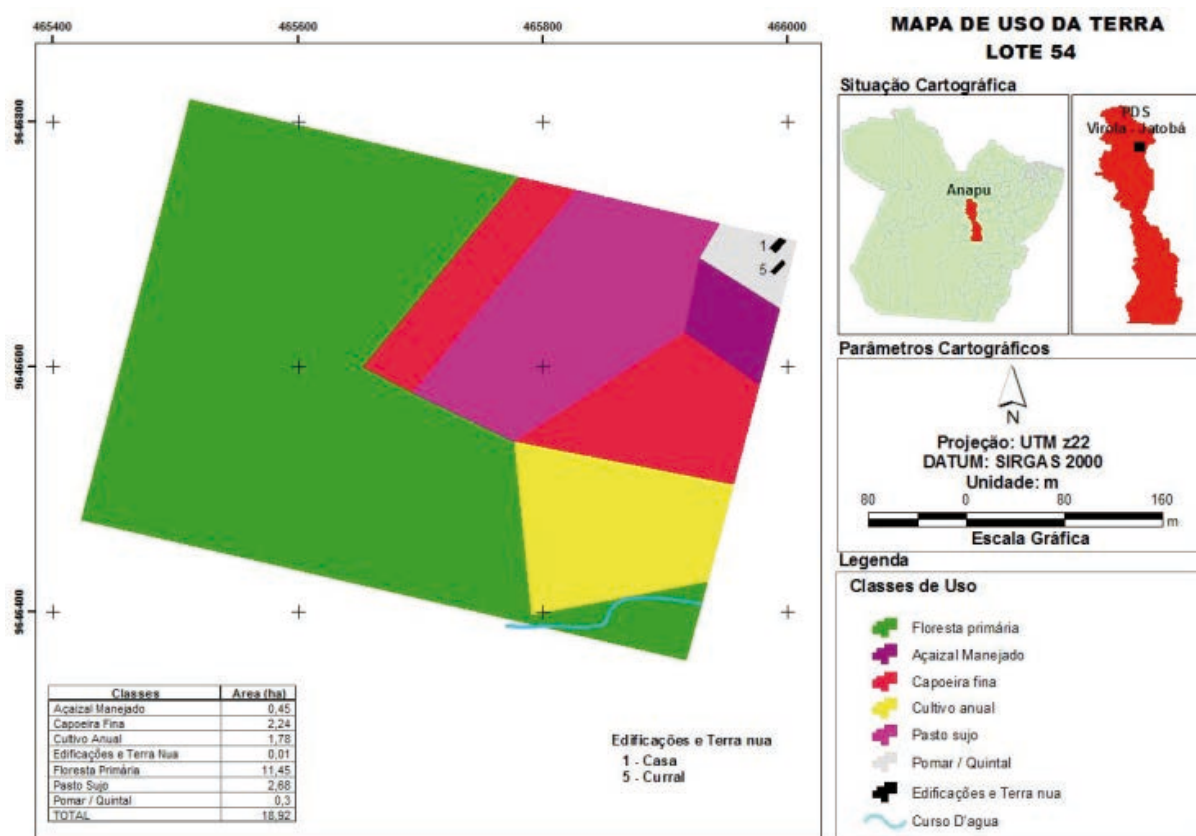 465400 465600 465800 466000
9646800
9646600
9646400
1
5
Classes Area (ha)
Açaizal Manejado 0,45
Capoeira Fina 2,24
Cultivo Anual 1,78
Edificações e Terra Nua 0,01
Floresta Primária 11,45
Pasto Sujo 2,68
Pomar / Quintal 0,3
TOTAL 18,92
Edificações e Terra nua
1 - Casa
5 - Curral
MAPA DE USO DA TERRA
LOTE 54
Situação Cartográfica
Anapu
PDS
Virola - Jatobá
Parâmetros Cartográficos
N
Projeção: UTM z22
DATUM: SIRGAS 2000
Unidade: m
80 0 80 160
m
Escala Gráfica
Legenda
Classes de Uso
Floresta primária
Açaizal Manejado
Capoeira fina
Cultivo anual
Pasto sujo
Pomar / Quintal
Edificações e Terra nua
Curso D'agua